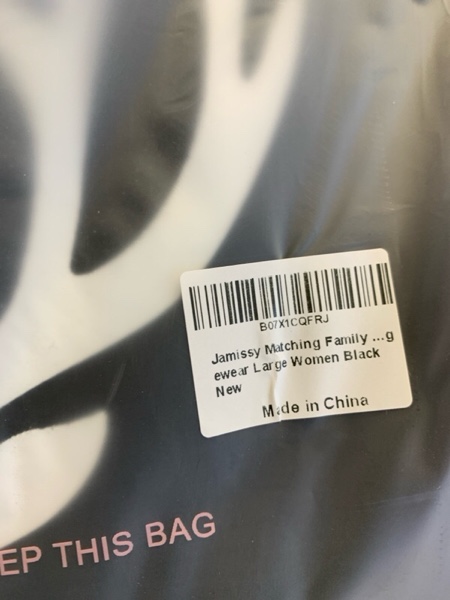 B07X1CQFRJ
Jamissy Matching Family ...g
ewear Large Women Black
New
Made in China
EP THIS BAG